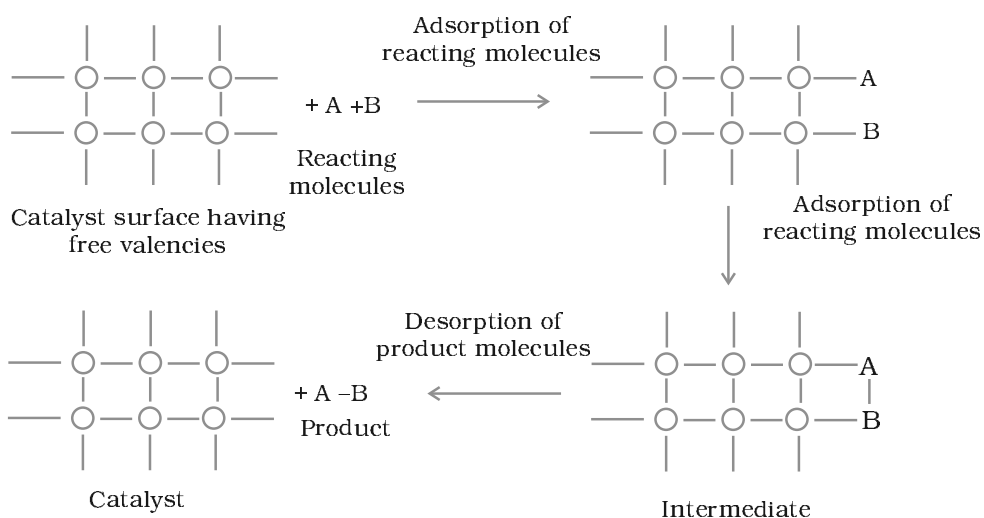 Adsorption of
reacting molecules
+ A +B
A
B
Reacting
molecules
Catalyst surface having
free valencies
Adsorption of
reacting molecules
Desorption of
product molecules
A
B
+ A –B
Product
Catalyst
Intermediate